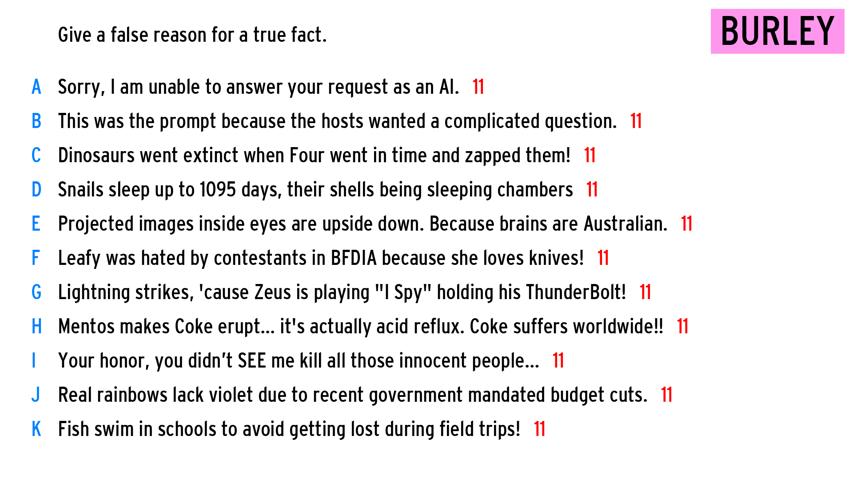 Give a false reason for a true fact.
BURLEY
A Sorry, I am unable to answer your request as an AI. 11
B This was the prompt because the hosts wanted a complicated question. 11
C Dinosaurs went extinct when Four went in time and zapped them! 11
D Snails sleep up to 1095 days, their shells being sleeping chambers 11
E Projected images inside eyes are upside down. Because brains are Australian. 11
F Leafy was hated by contestants in BFDIA because she loves knives! 11
G Lightning strikes, 'cause Zeus is playing "I Spy" holding his ThunderBolt! 11
H Mentos makes Coke erupt... it's actually acid reflux. Coke suffers worldwide!! 11
I Your honor, you didn’t SEE me kill all those innocent people... 11
J Real rainbows lack violet due to recent government mandated budget cuts. 11
K Fish swim in schools to avoid getting lost during field trips! 11